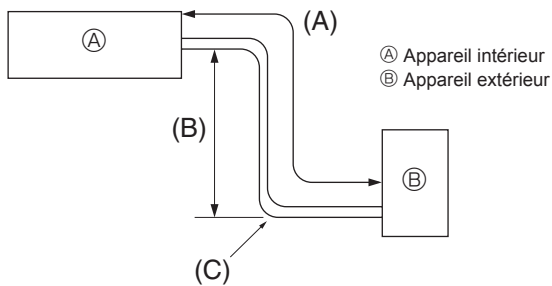 (A)
Ⓐ
Ⓐ Appareil intérieur
Ⓑ Appareil extérieur
(B)
Ⓑ
(C)